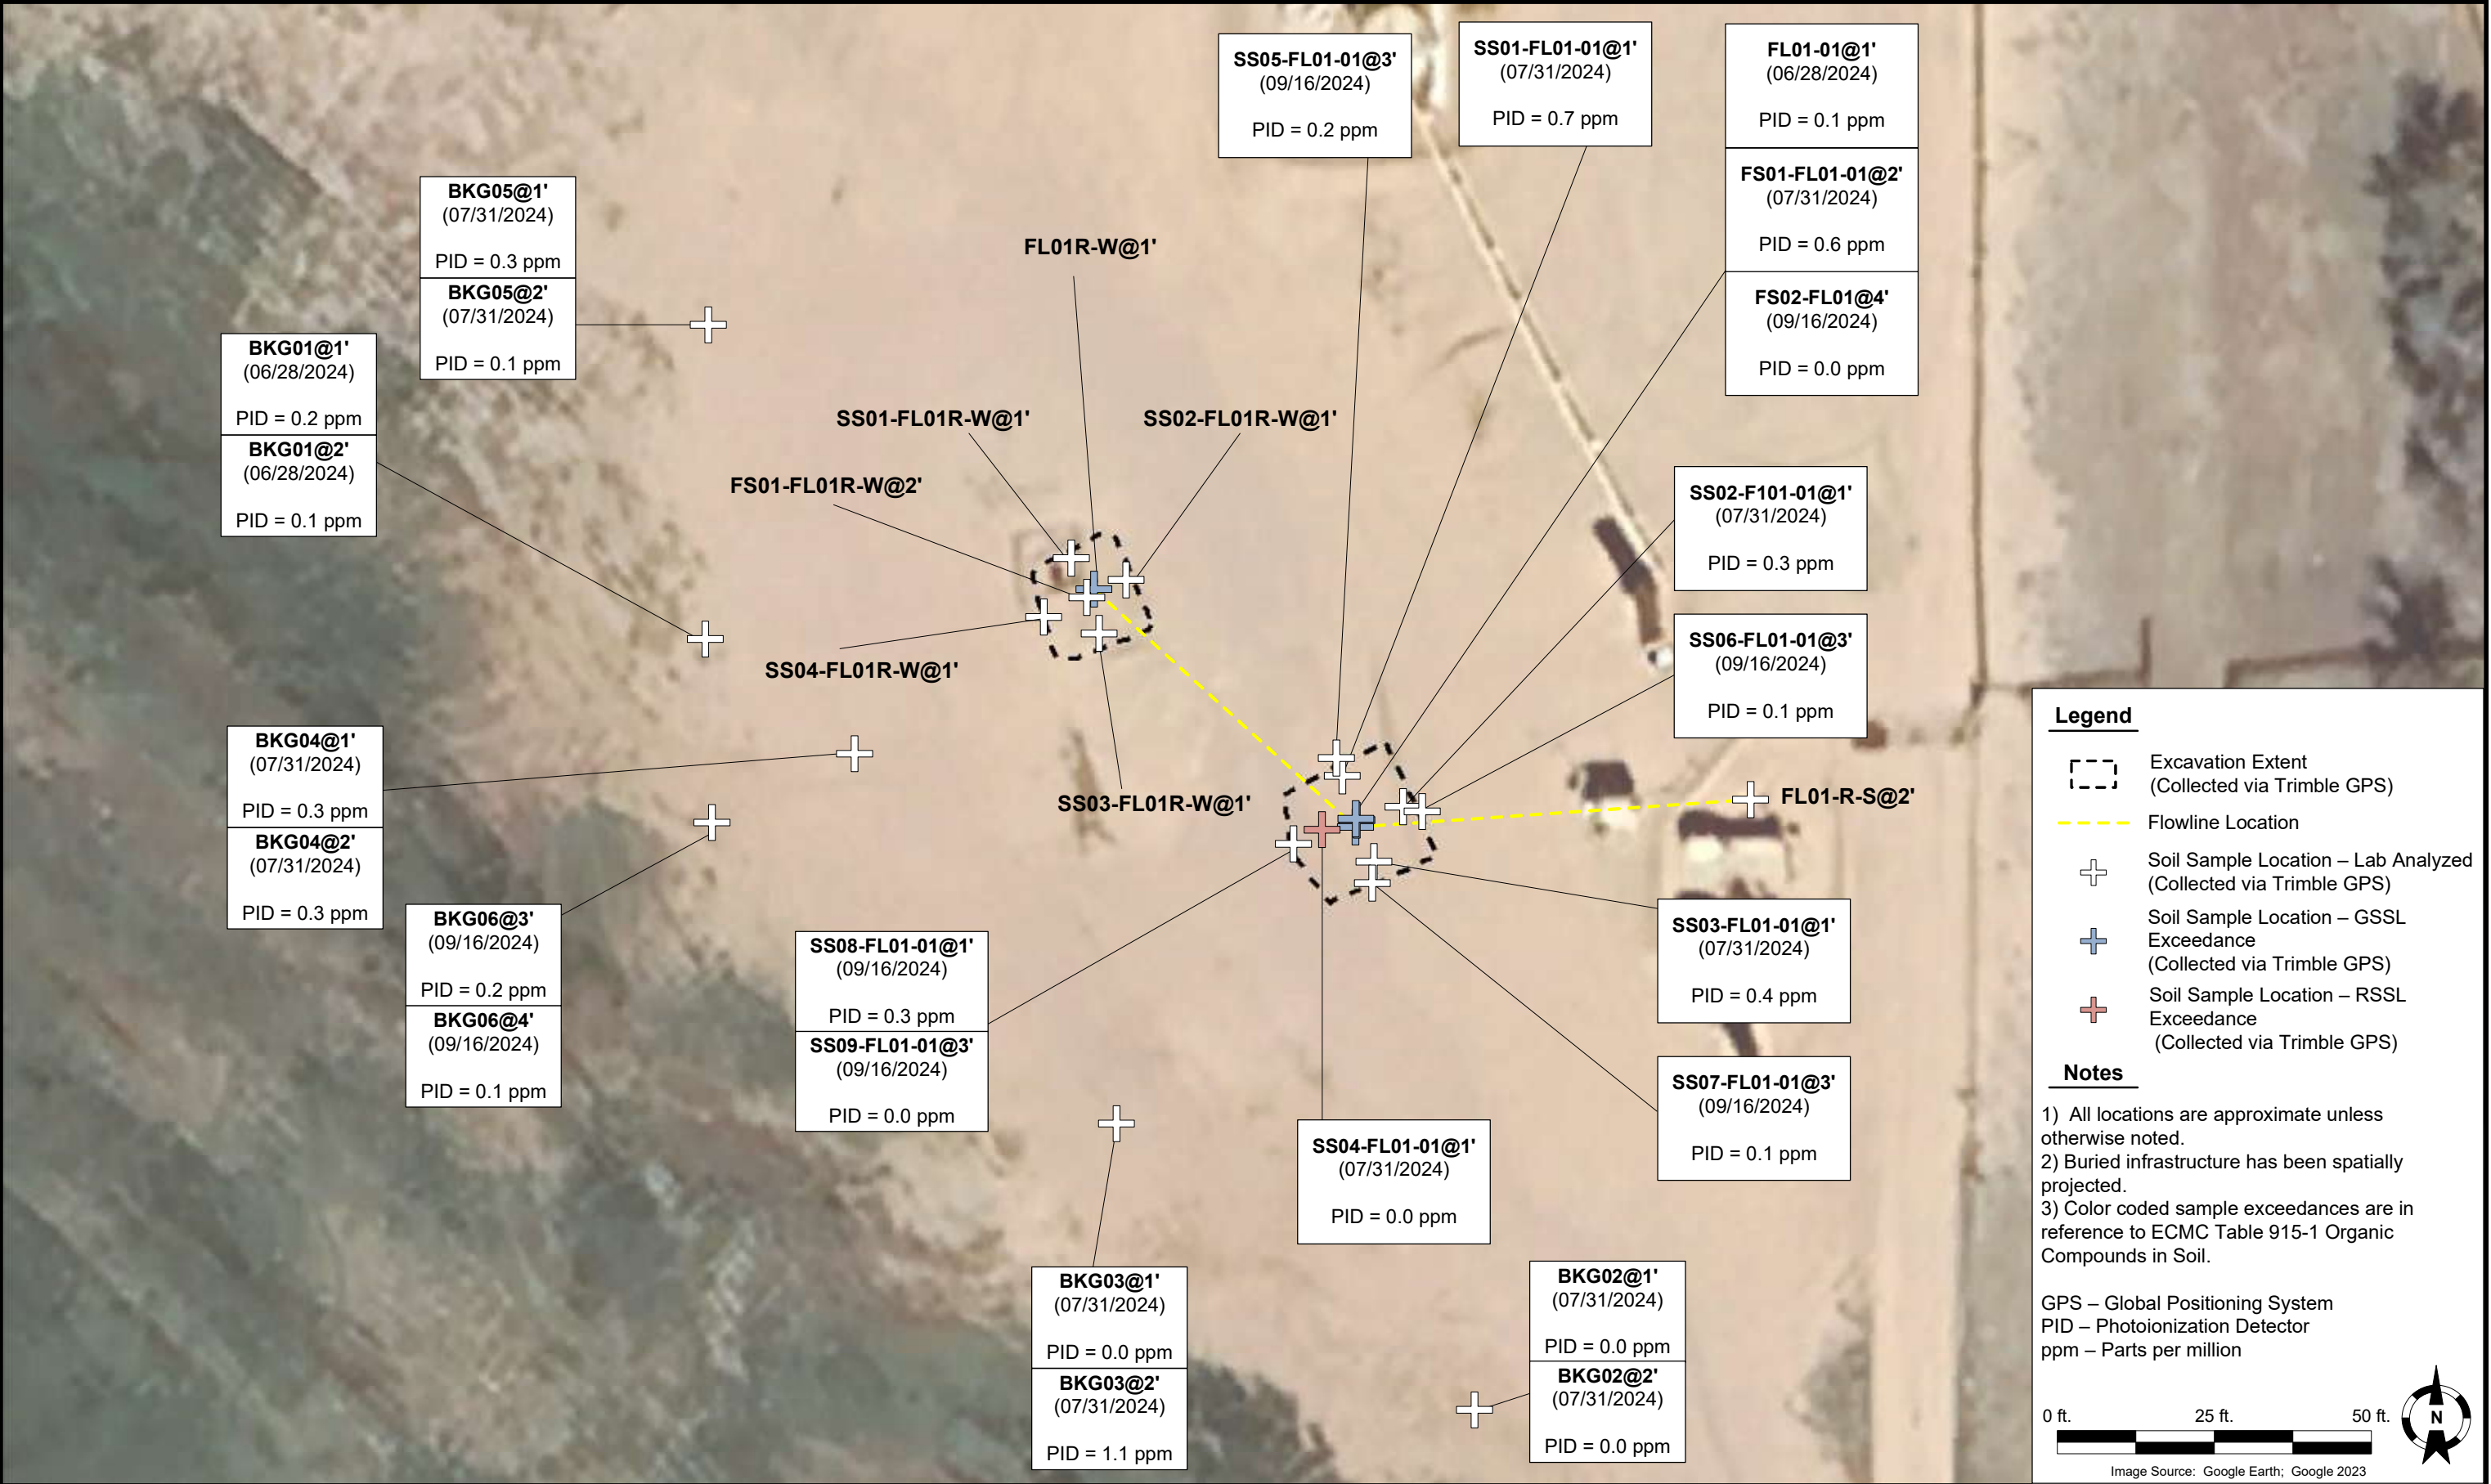 SS05-FL01-01@3'
(09/16/2024)
PID = 0.2 ppm
SS01-FL01-01@1'
(07/31/2024)
PID = 0.7 ppm
FL01-01@1'
(06/28/2024)
PID = 0.1 ppm
FS01-FL01-01@2'
(07/31/2024)
PID = 0.6 ppm
FS02-FL01@4'
(09/16/2024)
PID = 0.0 ppm
BKG05@1'
(07/31/2024)
PID = 0.3 ppm
BKG05@2'
(07/31/2024)
PID = 0.1 ppm
FL01R-W@1'
BKG01@1'
(06/28/2024)
PID = 0.2 ppm
BKG01@2'
(06/28/2024)
PID = 0.1 ppm
SS01-FL01R-W@1'
SS02-FL01R-W@1'
FS01-FL01R-W@2'
SS02-F101-01@1'
(07/31/2024)
PID = 0.3 ppm
SS06-FL01-01@3'
(09/16/2024)
PID = 0.1 ppm
SS04-FL01R-W@1'
SS03-FL01R-W@1'
FL01-R-S@2'
BKG04@1'
(07/31/2024)
PID = 0.3 ppm
BKG04@2'
(07/31/2024)
PID = 0.3 ppm
BKG06@3'
(09/16/2024)
PID = 0.2 ppm
BKG06@4'
(09/16/2024)
PID = 0.1 ppm
SS08-FL01-01@1'
(09/16/2024)
PID = 0.3 ppm
SS09-FL01-01@3'
(09/16/2024)
PID = 0.0 ppm
SS03-FL01-01@1'
(07/31/2024)
PID = 0.4 ppm
SS07-FL01-01@3'
(09/16/2024)
PID = 0.1 ppm
SS04-FL01-01@1'
(07/31/2024)
PID = 0.0 ppm
BKG03@1'
(07/31/2024)
PID = 0.0 ppm
BKG03@2'
(07/31/2024)
PID = 1.1 ppm
BKG02@1'
(07/31/2024)
PID = 0.0 ppm
BKG02@2'
(07/31/2024)
PID = 0.0 ppm
Legend
Excavation Extent
(Collected via Trimble GPS)
Flowline Location
Soil Sample Location – Lab Analyzed
(Collected via Trimble GPS)
Soil Sample Location – GSSL
Exceedance
(Collected via Trimble GPS)
Soil Sample Location – RSSL
Exceedance
(Collected via Trimble GPS)
Notes
1) All locations are approximate unless
otherwise noted.
2) Buried infrastructure has been spatially
projected.
3) Color coded sample exceedances are in
reference to ECMC Table 915-1 Organic
Compounds in Soil.
GPS – Global Positioning System
PID – Photoionization Detector
ppm – Parts per million
0 ft. 25 ft. 50 ft.
N
Image Source: Google Earth; Google 2023